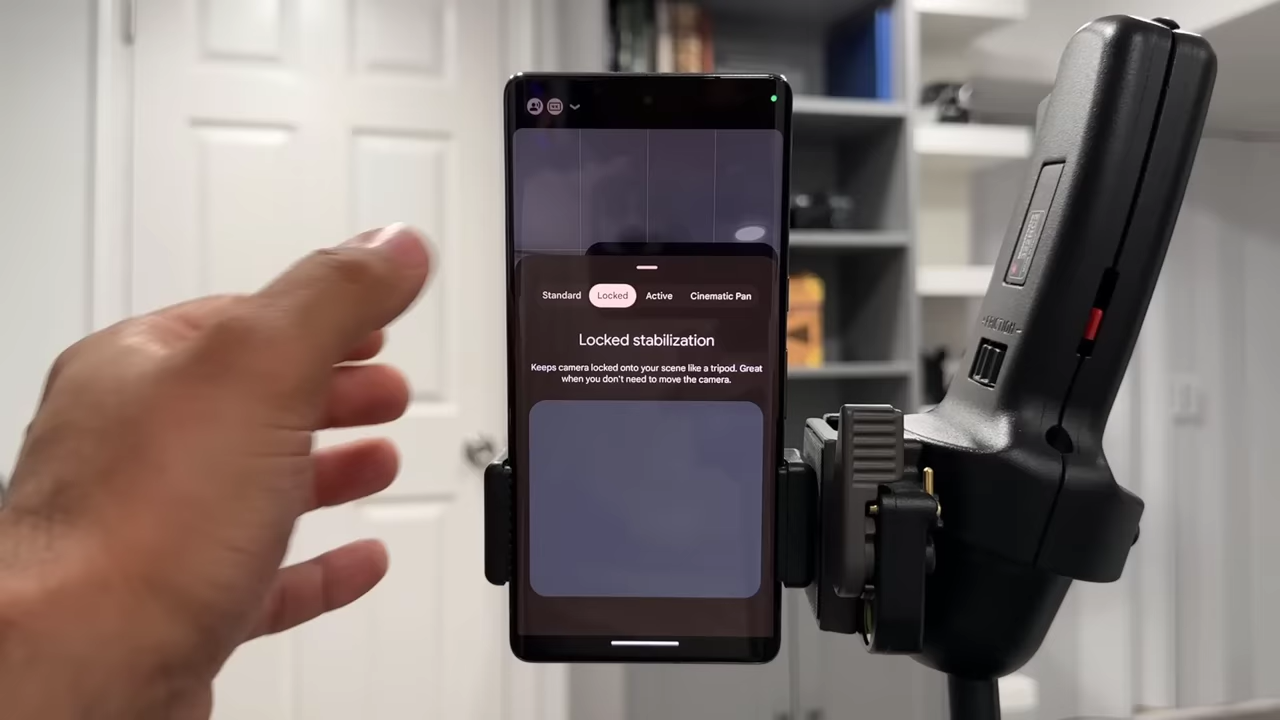 Standard Locked Active Cinematic Pan
Locked stabilization
Keeps camera locked onto your scene like a tripod. Great
when you don't need to move the camera.